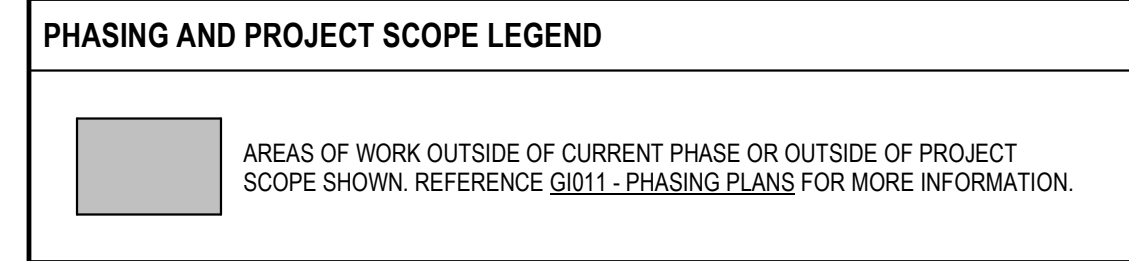 PHASING AND PROJECT SCOPE LEGEND
AREAS OF WORK OUTSIDE OF CURRENT PHASE OR OUTSIDE OF PROJECT
SCOPE SHOWN. REFERENCE GI011 - PHASING PLANS FOR MORE INFORMATION.